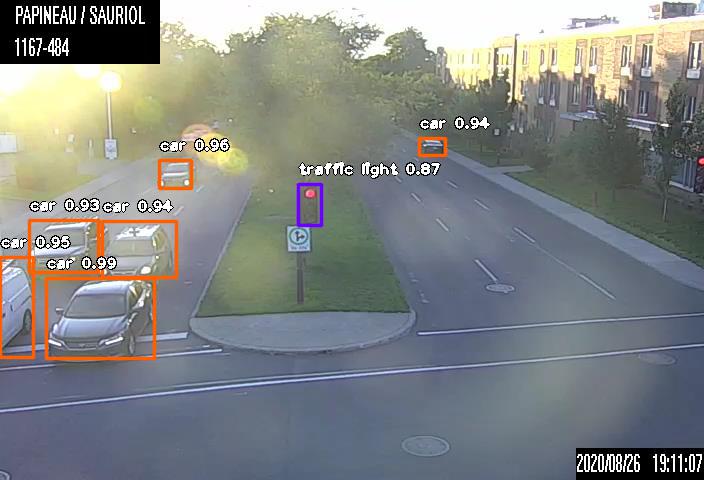 PAPINEAU / SAURIOL
1167-484
car 0.94
car 0.96
traffic light 0.87
car 0.93
car 0.94
car 0.95
car 0.99
2020/08/26 19:11:07